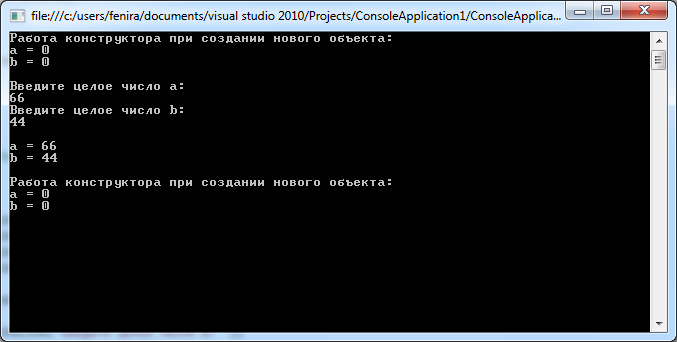 file:///c:/users/fenira/documents/visual studio 2010/Projects/ConsoleApplication1/ConsoleApplica...
Работа конструктора при создании нового объекта:
a = 0
b = 0
Введите целое число a:
66
Введите целое число b:
44
a = 66
b = 44
Работа конструктора при создании нового объекта:
a = 0
b = 0